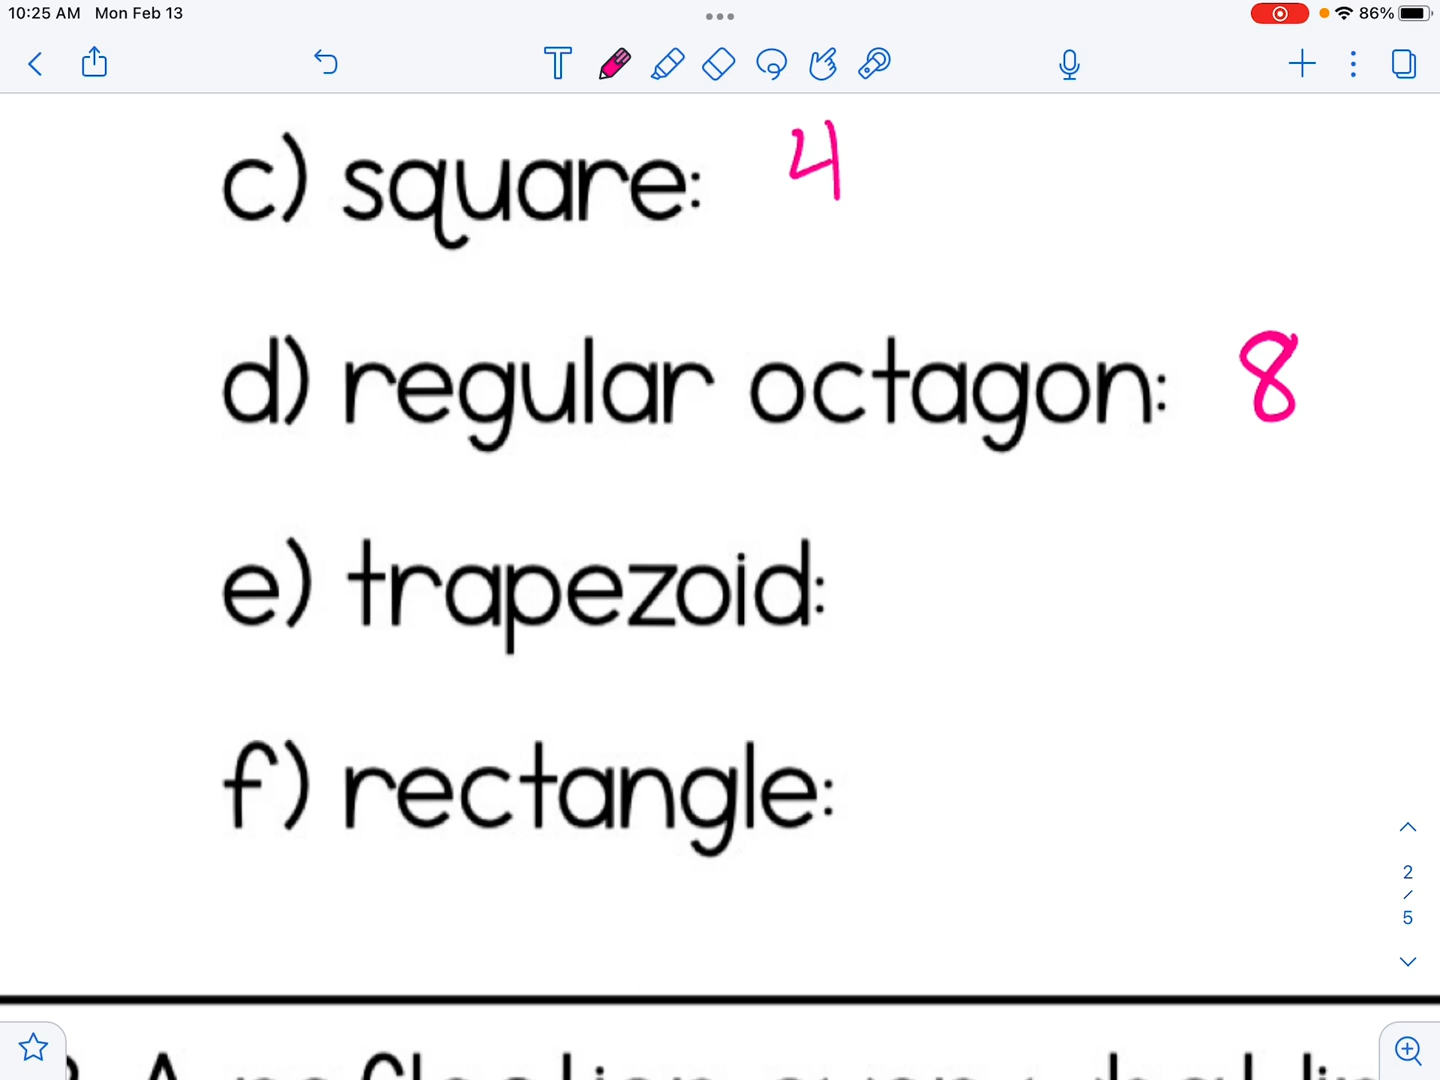 10:25 AM Mon Feb 13
86%
T
c) square: 4
d) regular octagon: 8
e) trapezoid:
f) rectangle:
2
/
5